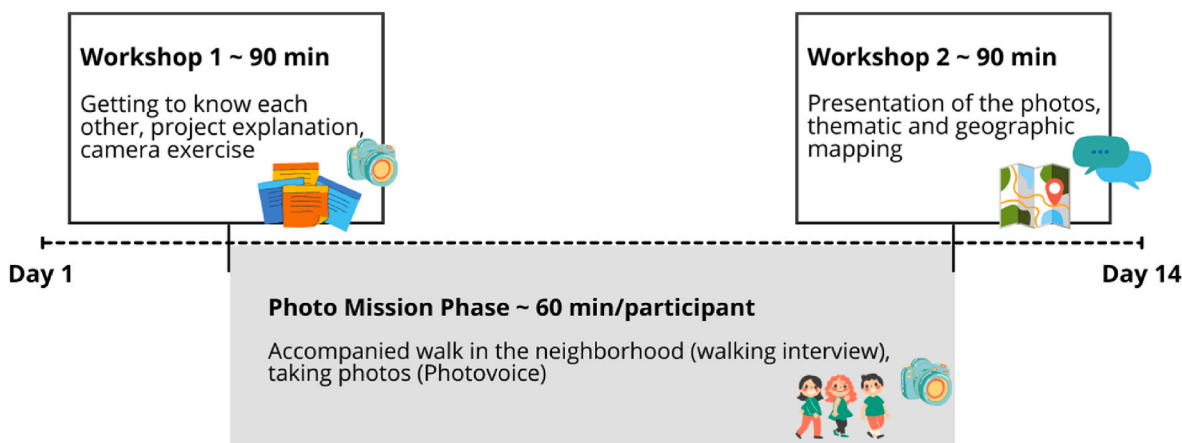 Workshop 1 ~ 90 min
Getting to know each
other, project explanation,
camera exercise
Workshop 2 ~ 90 min
Presentation of the photos,
thematic and geographic
mapping
Day 1
Day 14
Photo Mission Phase ~ 60 min/participant
Accompanied walk in the neighborhood (walking interview),
taking photos (Photovoice)